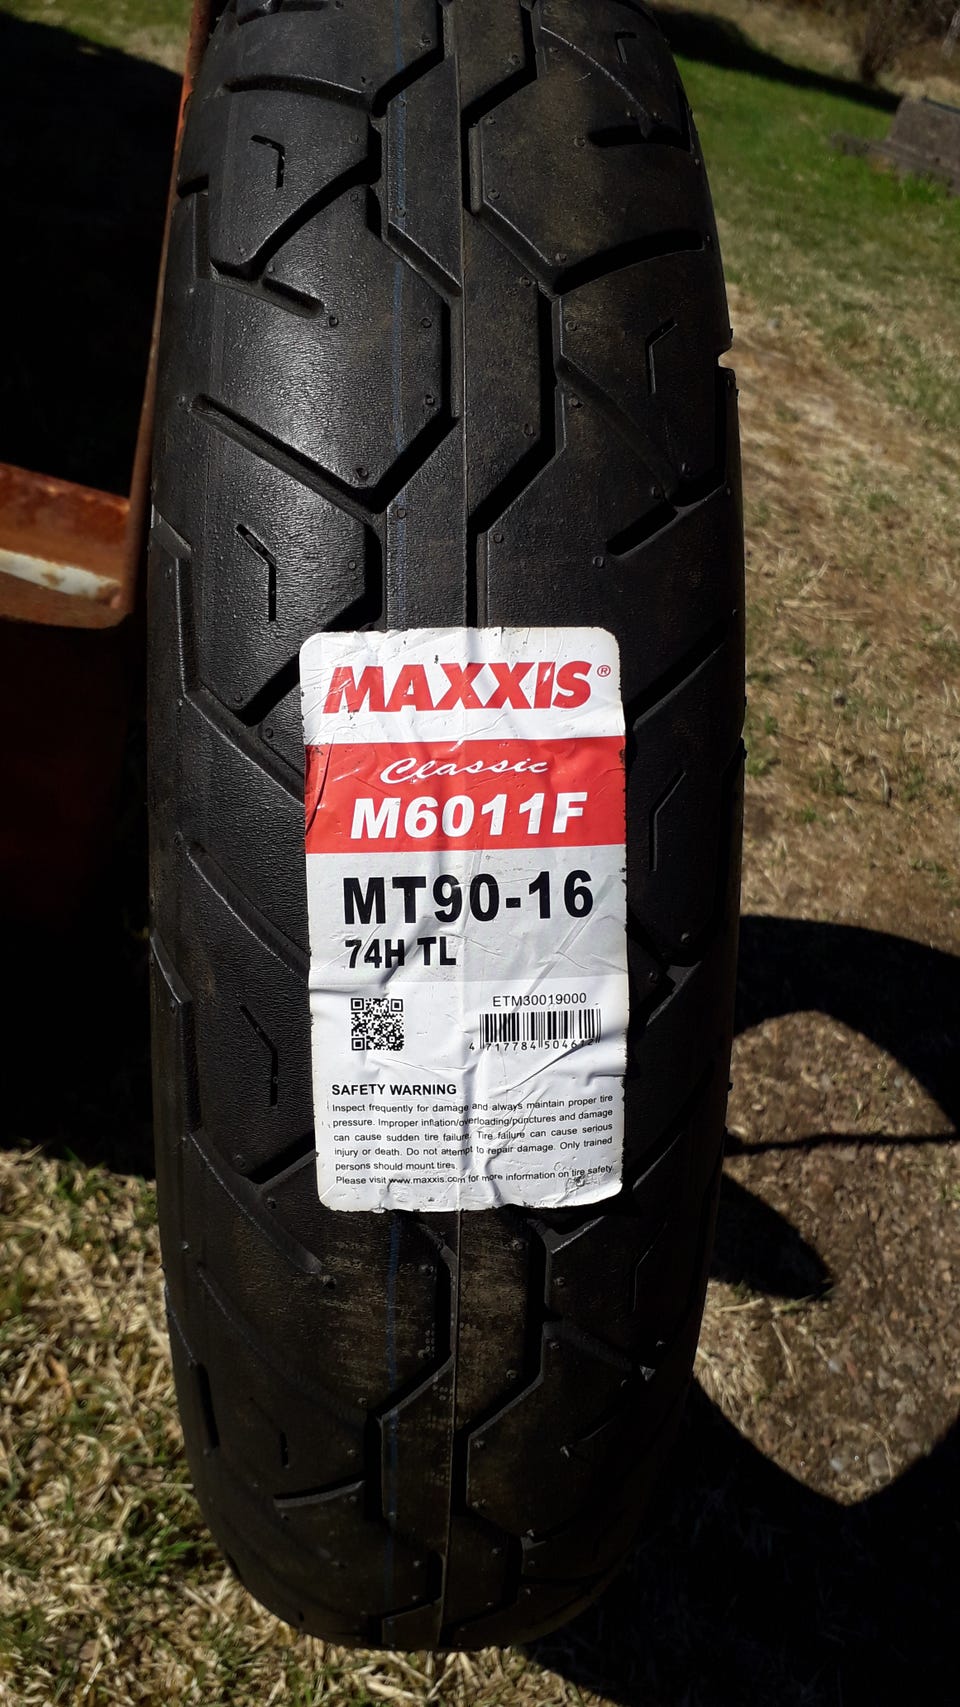 MAXXIS®
Classic
M6011F
MT90-16
74H TL
ETM30019000
4 717784 504612
SAFETY WARNING
Inspect frequently for damage and always maintain proper tire
pressure. Improper inflation/overloading/punctures and damage
can cause sudden tire failure. Tire failure can cause serious
injury or death. Do not attempt to repair damage. Only trained
persons should mount tires.
Please visit www.maxxis.com for more information on tire safety.